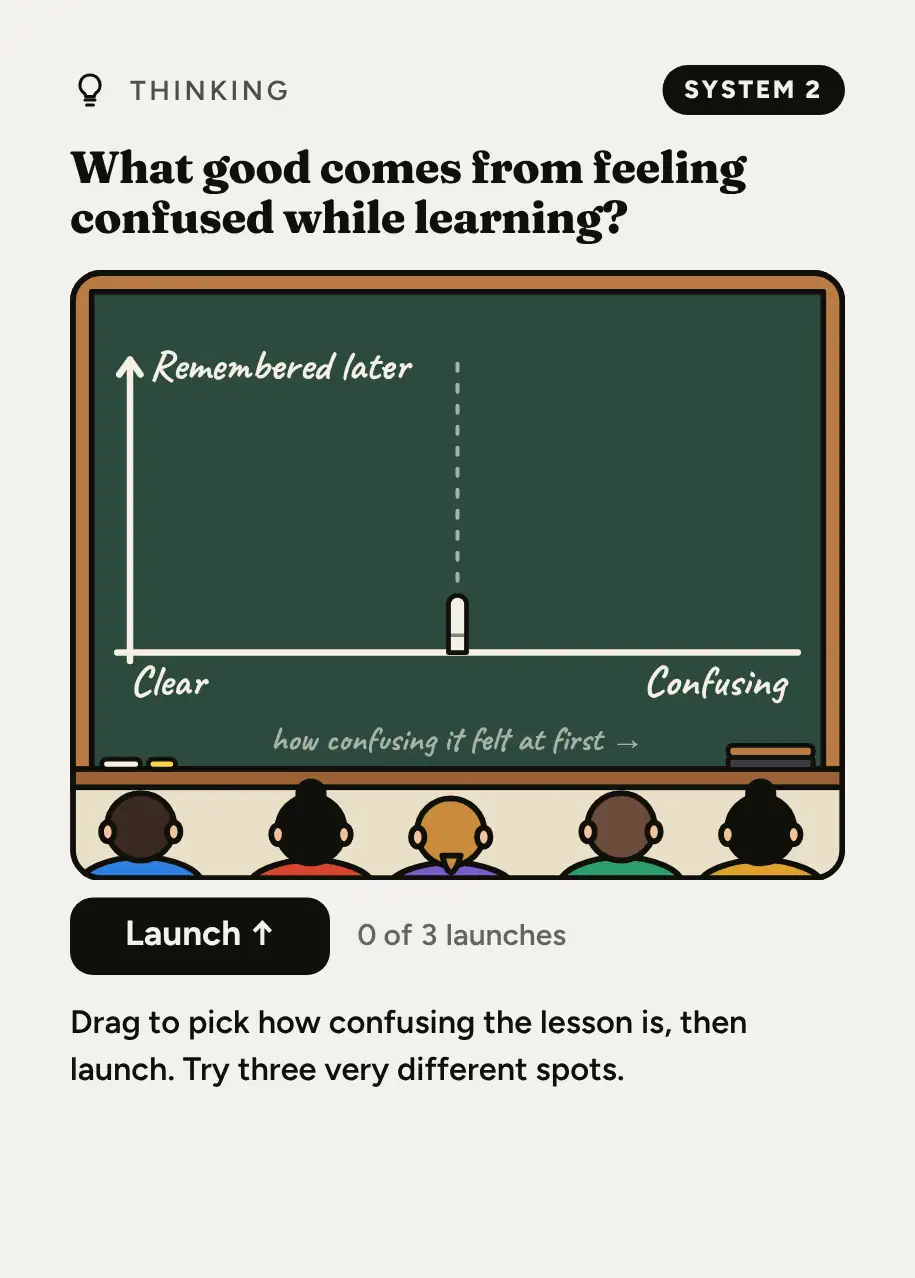 THINKING
SYSTEM 2
What good comes from feeling
confused while learning?
Remembered later
Clear
Confusing
how confusing it felt at first →
Launch ↑
0 of 3 launches
Drag to pick how confusing the lesson is, then
launch. Try three very different spots.